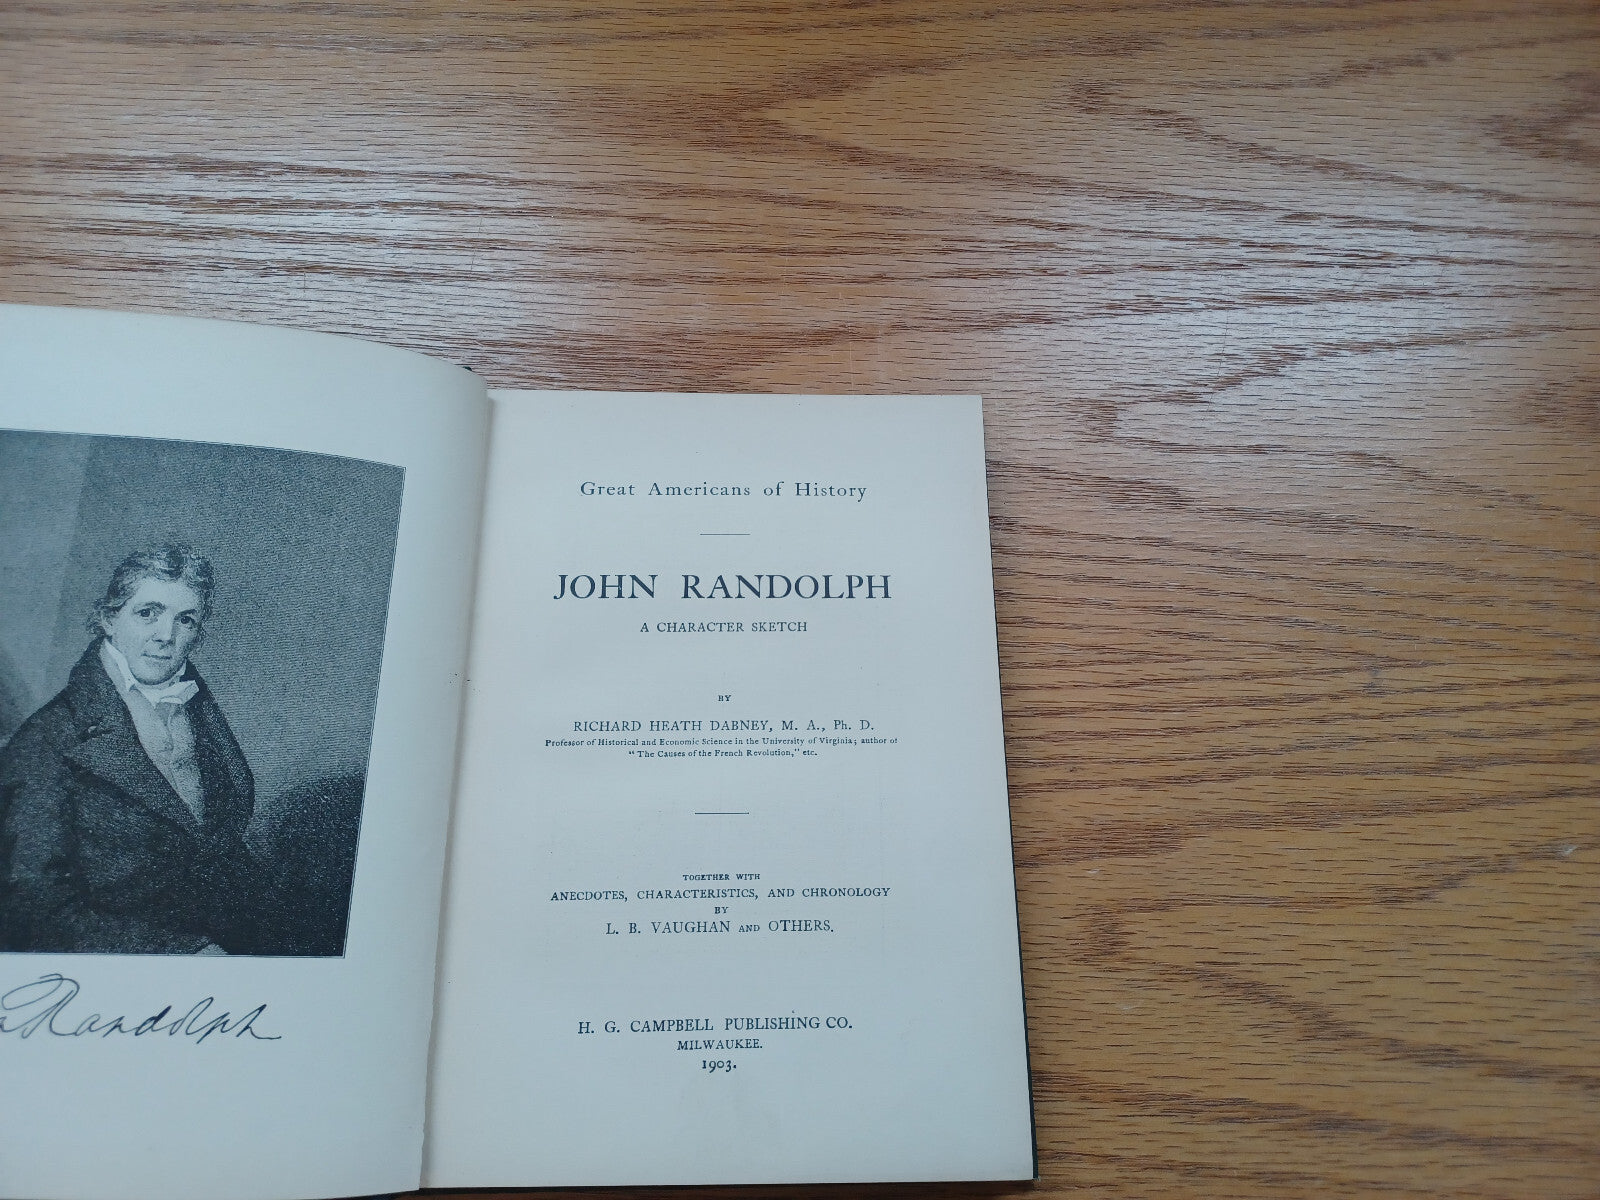 Randolph
Great Americans of History
JOHN RANDOLPH
A CHARACTER SKETCH
BY
RICHARD HEATH DABNEY, M. A., Ph. D.
Professor of Historical and Economic Science in the University of Virginia; author of
"The Causes of the French Revolution," etc.
TOGETHER WITH
ANECDOTES, CHARACTERISTICS, AND CHRONOLOGY
BY
L. B. VAUGHAN AND OTHERS.
H. G. CAMPBELL PUBLISHING CO.
MILWAUKEE.
1903.